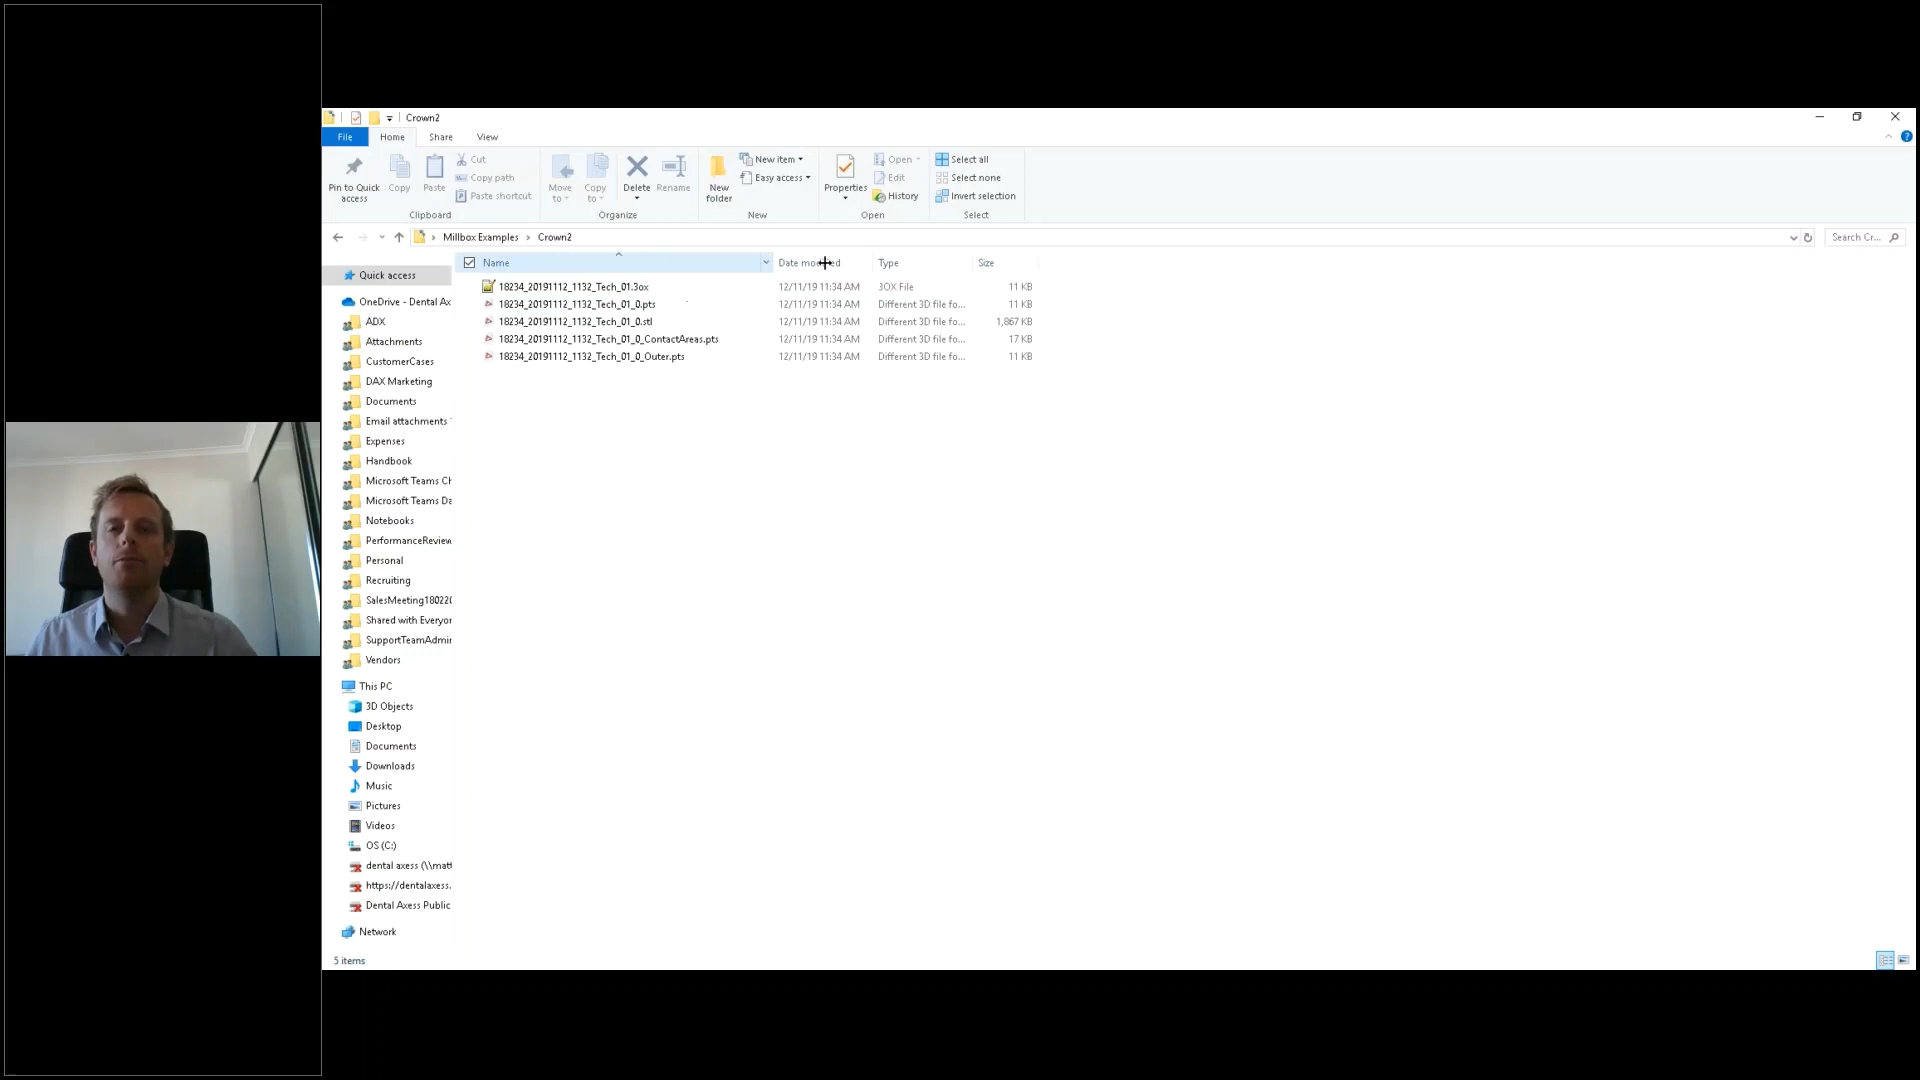 Crown2
File Home Share View
Pin to Quick access
Copy
Paste
Cut
Copy path
Paste shortcut
Clipboard
Move to
Copy to
Delete
Rename
Organize
New folder
New item
Easy access
New
Properties
Open
Edit
History
Open
Select all
Select none
Invert selection
Select
Millbox Examples > Crown2
Search Cr...
Name Date modified Type Size
18234_20191112_1132_Tech_01.3ox 12/11/19 11:34 AM 3OX File 11 KB
18234_20191112_1132_Tech_01_0.pts 12/11/19 11:34 AM Different 3D file fo... 11 KB
18234_20191112_1132_Tech_01_0.stl 12/11/19 11:34 AM Different 3D file fo... 1,867 KB
18234_20191112_1132_Tech_01_0_ContactAreas.pts 12/11/19 11:34 AM Different 3D file fo... 17 KB
18234_20191112_1132_Tech_01_0_Outer.pts 12/11/19 11:34 AM Different 3D file fo... 11 KB
Quick access
OneDrive - Dental Ax
ADX
Attachments
CustomerCases
DAX Marketing
Documents
Email attachments
Expenses
Handbook
Microsoft Teams Ch
Microsoft Teams Da
Notebooks
PerformanceReview
Personal
Recruiting
SalesMeeting180220
Shared with Everyor
SupportTeamAdmir
Vendors
This PC
3D Objects
Desktop
Documents
Downloads
Music
Pictures
Videos
OS (C:)
dental axess (\\matt
https://dentalaxess.
Dental Axess Public
Network
5 items